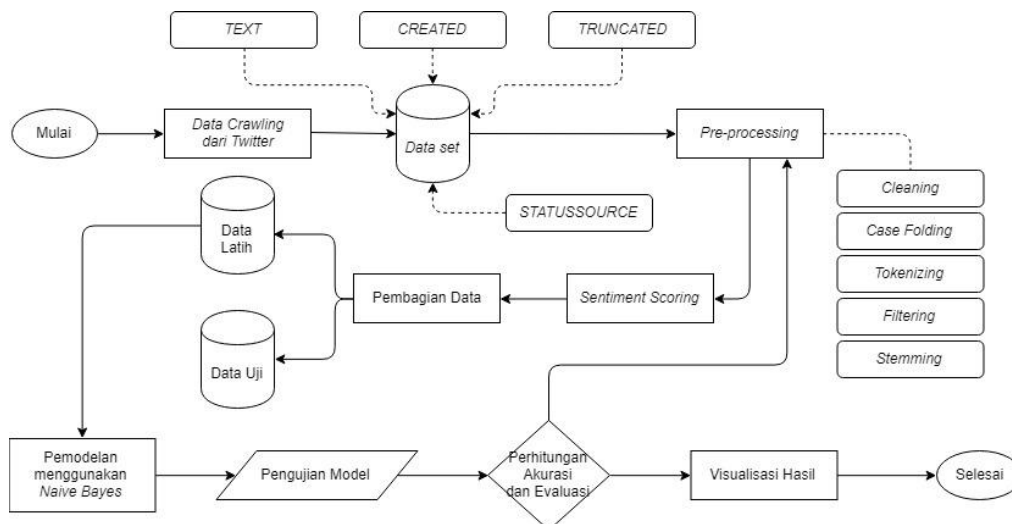 TEXT
CREATED
TRUNCATED
Mulai
Data Crawling
dari Twitter
Data set
Pre-processing
STATUSSOURCE
Cleaning
Case Folding
Tokenizing
Filtering
Stemming
Data
Latih
Pembagian Data
Sentiment Scoring
Data Uji
Pemodelan
menggunakan
Naive Bayes
Pengujian Model
Perhitungan
Akurasi
dan Evaluasi
Visualisasi Hasil
Selesai